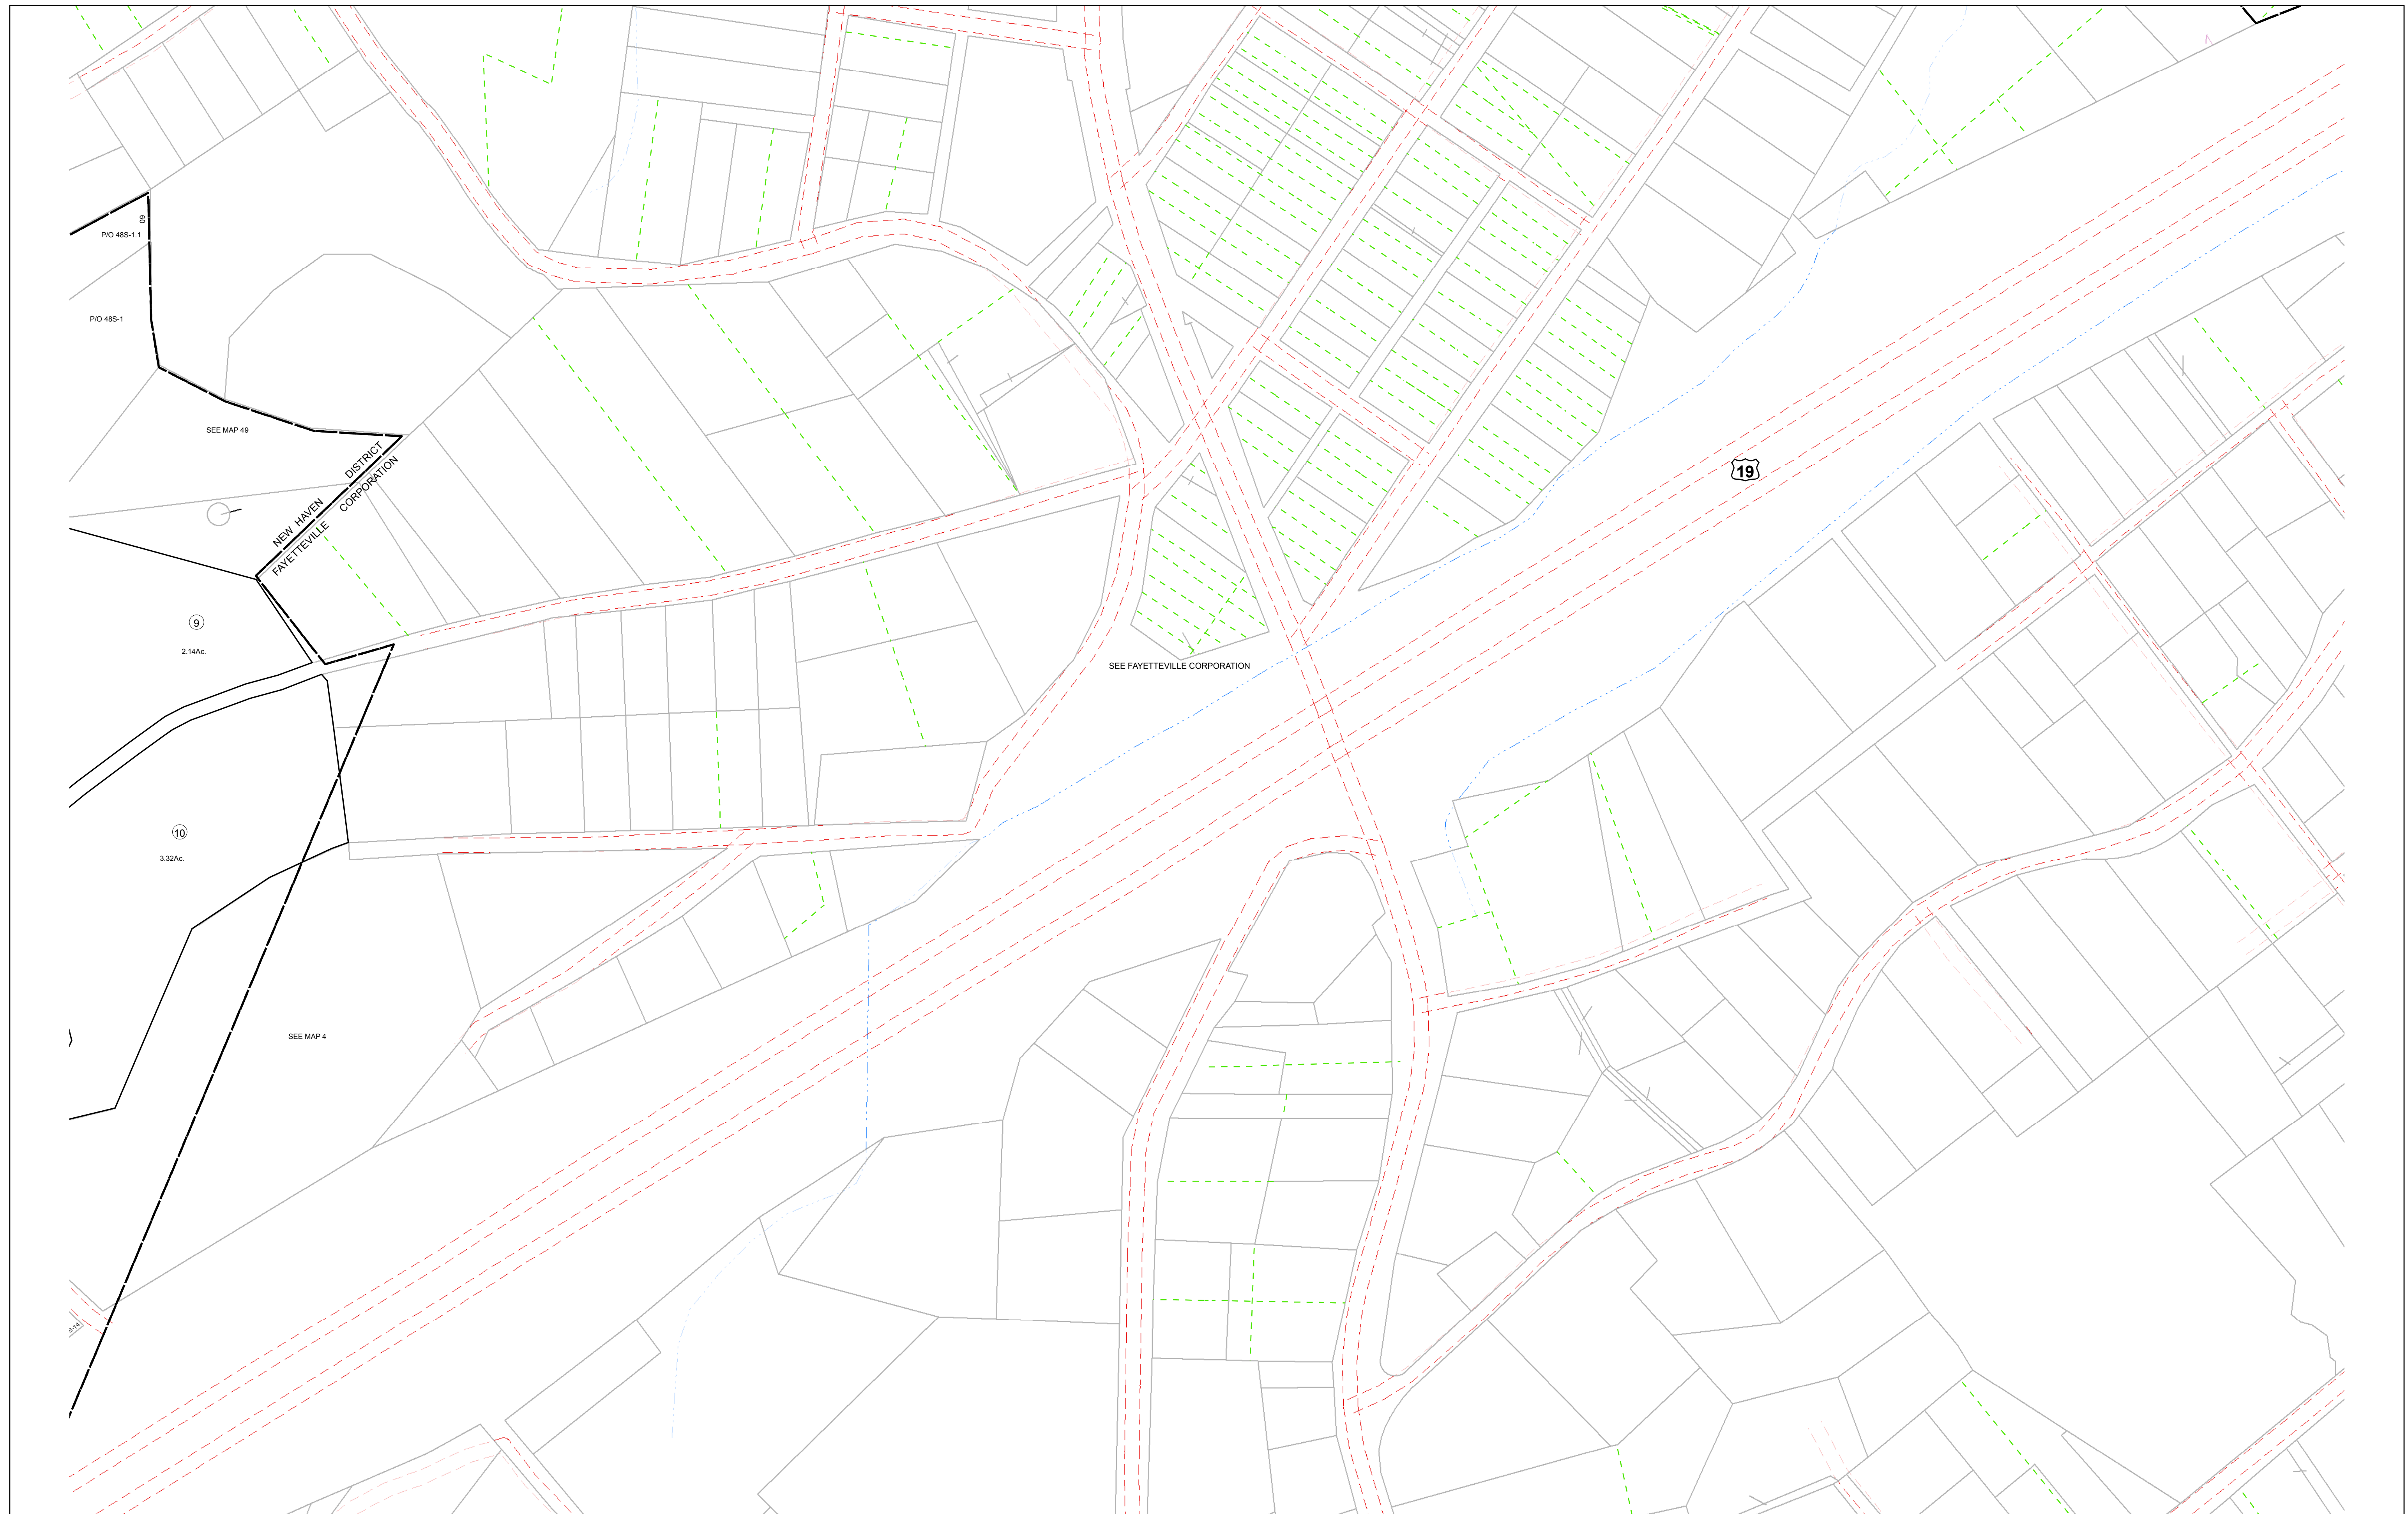 60
P/O 48S-1.1
P/O 48S-1
SEE MAP 49
NEW HAVEN DISTRICT
FAYETTEVILLE CORPORATION
19
9
2.14Ac.
SEE FAYETTEVILLE CORPORATION
10
3.32Ac.
SEE MAP 4